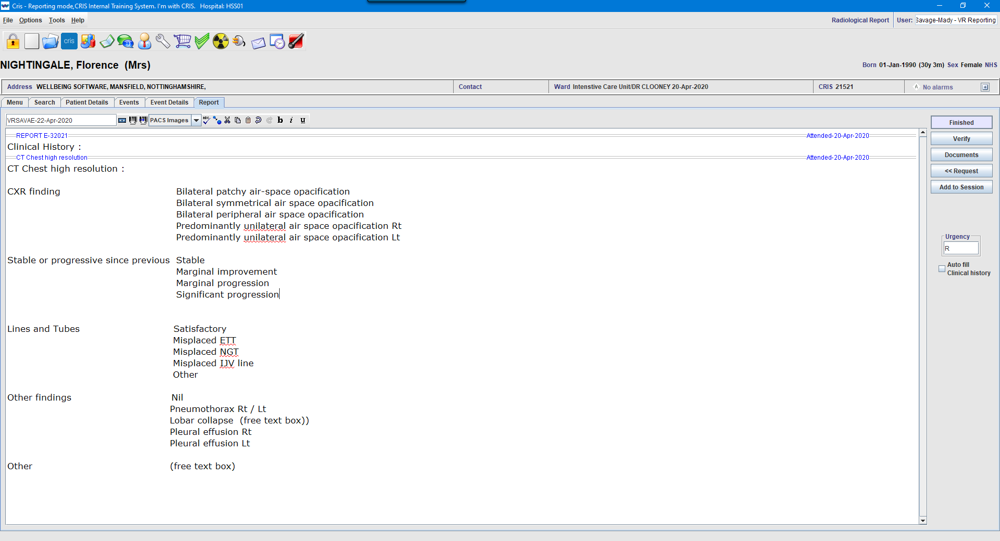 Cris - Reporting mode,CRIS Internal Training System. I'm with CRIS. Hospital: HSS01
File Options Tools Help
Radiological Report User: Savage-Mady - VR Reporting
cris
NIGHTINGALE, Florence (Mrs)
Born 01-Jan-1990 (30y 3m) Sex Female NHS
Address WELLBEING SOFTWARE, MANSFIELD, NOTTINGHAMSHIRE, Contact Ward Intenstive Care Unit/DR CLOONEY 20-Apr-2020 CRIS 21521 A No alarms
Menu Search Patient Details Events Event Details Report
VRSAVAE-22-Apr-2020 PACS Images ABC b i u
Finished
REPORT E-32021 Attended-20-Apr-2020
Verify
Clinical History :
Documents
CT Chest high resolution Attended-20-Apr-2020
CT Chest high resolution :
<< Request
Add to Session
CXR finding Bilateral patchy air-space opacification
Bilateral symmetrical air space opacification
Bilateral peripheral air space opacification
Predominantly unilateral air space opacification Rt
Predominantly unilateral air space opacification Lt
Urgency
R
Stable or progressive since previous Stable
Auto fill
Clinical history
Marginal improvement
Marginal progression
Significant progression
Lines and Tubes Satisfactory
Misplaced ETT
Misplaced NGT
Misplaced IJV line
Other
Other findings Nil
Pneumothorax Rt / Lt
Lobar collapse (free text box))
Pleural effusion Rt
Pleural effusion Lt
Other (free text box)